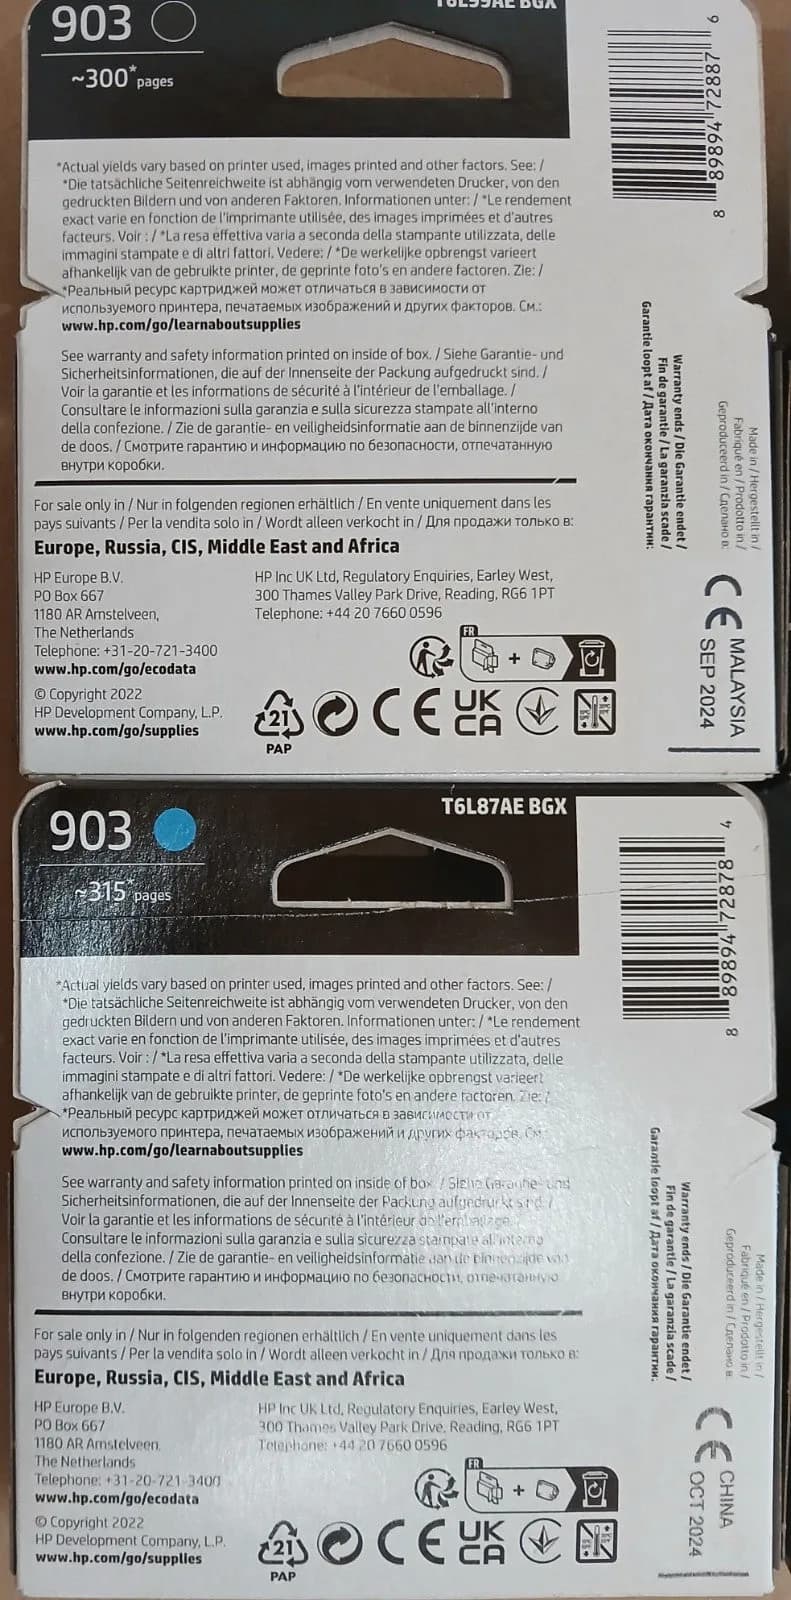 903
T6L99AE BGX
~300* pages
*Actual yields vary based on printer used, images printed and other factors. See: /
*Die tatsächliche Seitenreichweite ist abhängig vom verwendeten Drucker, von den
gedruckten Bildern und von anderen Faktoren. Informationen unter: / *Le rendement
exact varie en fonction de l'imprimante utilisée, des images imprimées et d'autres
facteurs. Voir : / *La resa effettiva varia a seconda della stampante utilizzata, delle
immagini stampate e di altri fattori. Vedere: / *De werkelijke opbrengst varieert
afhankelijk van de gebruikte printer, de geprinte foto's en andere factoren. Zie: /
*Реальный ресурс картриджей может отличаться в зависимости от
используемого принтера, печатаемых изображений и других факторов. См.:
www.hp.com/go/learnaboutsupplies
See warranty and safety information printed on inside of box. / Siehe Garantie- und
Sicherheitsinformationen, die auf der Innenseite der Packung aufgedruckt sind. /
Voir la garantie et les informations de sécurité à l'intérieur de l'emballage. /
Consultare le informazioni sulla garanzia e sulla sicurezza stampate all'interno
della confezione. / Zie de garantie- en veiligheidsinformatie aan de binnenzijde van
de doos. / Смотрите гарантию и информацию по безопасности, отпечатанную
внутри коробки.
For sale only in / Nur in folgenden regionen erhältlich / En vente uniquement dans les
pays suivants / Per la vendita solo in / Wordt alleen verkocht in / Для продажи только в:
Europe, Russia, CIS, Middle East and Africa
HP Europe B.V.
PO Box 667
1180 AR Amstelveen,
The Netherlands
Telephone: +31-20-721-3400
www.hp.com/go/ecodata
HP Inc UK Ltd, Regulatory Enquiries, Earley West,
300 Thames Valley Park Drive, Reading, RG6 1PT
Telephone: +44 20 7660 0596
© Copyright 2022
HP Development Company, L.P.
www.hp.com/go/supplies
FR
21
PAP
CE
UK
CA
9
889894 728872
8
Warranty ends / Die Garantie endet /
Fin de garantie / La garanzia scade /
Garantie loopt af / Дата окончания гарантии:
Made in / Hergestellt in /
Fabriqué en / Prodotto in /
Geproduceerd in / Сделано в:
CE
MALAYSIA
SEP 2024
903
T6L87AE BGX
~315* pages
*Actual yields vary based on printer used, images printed and other factors. See: /
*Die tatsächliche Seitenreichweite ist abhängig vom verwendeten Drucker, von den
gedruckten Bildern und von anderen Faktoren. Informationen unter: / *Le rendement
exact varie en fonction de l'imprimante utilisée, des images imprimées et d'autres
facteurs. Voir : / *La resa effettiva varia a seconda della stampante utilizzata, delle
immagini stampate e di altri fattori. Vedere: / *De werkelijke opbrengst varieert
afhankelijk van de gebruikte printer, de geprinte foto's en andere factoren. Zie: /
*Реальный ресурс картриджей может отличаться в зависимости от
используемого принтера, печатаемых изображений и других факторов. См.:
www.hp.com/go/learnaboutsupplies
See warranty and safety information printed on inside of box. / Siehe Garantie- und
Sicherheitsinformationen, die auf der Innenseite der Packung aufgedruckt sind. /
Voir la garantie et les informations de sécurité à l'intérieur de l'emballage. /
Consultare le informazioni sulla garanzia e sulla sicurezza stampate all'interno
della confezione. / Zie de garantie- en veiligheidsinformatie aan de binnenzijde van
de doos. / Смотрите гарантию и информацию по безопасности, отпечатанную
внутри коробки.
For sale only in / Nur in folgenden regionen erhältlich / En vente uniquement dans les
pays suivants / Per la vendita solo in / Wordt alleen verkocht in / Для продажи только в:
Europe, Russia, CIS, Middle East and Africa
HP Europe B.V.
PO Box 667
1180 AR Amstelveen,
The Netherlands
Telephone: +31-20-721-3400
www.hp.com/go/ecodata
HP Inc UK Ltd, Regulatory Enquiries, Earley West,
300 Thames Valley Park Drive, Reading, RG6 1PT
Telephone: +44 20 7660 0596
© Copyright 2022
HP Development Company, L.P.
www.hp.com/go/supplies
FR
21
PAP
CE
UK
CA
Warranty ends / Die Garantie endet /
Fin de garantie / La garanzia scade /
Garantie loopt af / Дата окончания гарантии:
Made in / Hergestellt in /
Fabriqué en / Prodotto in /
Geproduceerd in / Сделано в:
CE
CHINA
OCT 2024